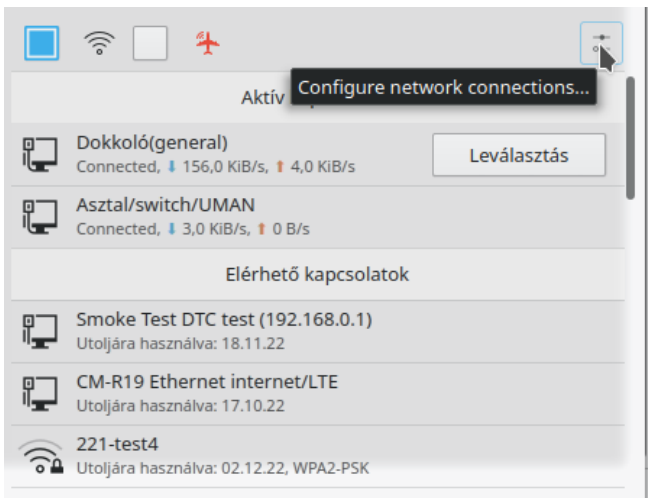 Configure network connections...
Aktív
Dokkoló(general)
Connected, ⬇ 156,0 KiB/s, ⬆ 4,0 KiB/s
Leválasztás
Asztal/switch/UMAN
Connected, ⬇ 3,0 KiB/s, ⬆ 0 B/s
Elérhető kapcsolatok
Smoke Test DTC test (192.168.0.1)
Utoljára használva: 18.11.22
CM-R19 Ethernet internet/LTE
Utoljára használva: 17.10.22
221-test4
Utoljára használva: 02.12.22, WPA2-PSK